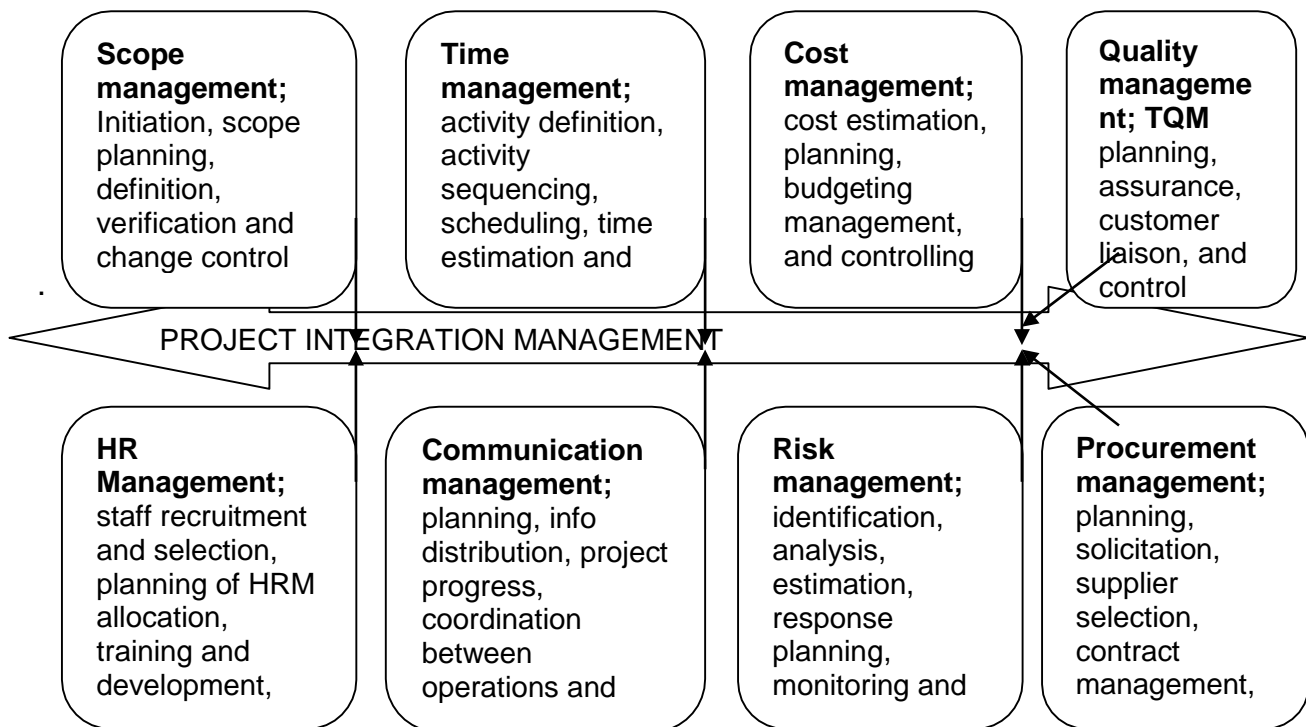 Scope
management;
Initiation, scope
planning,
definition,
verification and
change control
Time
management;
activity definition,
activity
sequencing,
scheduling, time
estimation and
Cost
management;
cost estimation,
planning,
budgeting
management,
and controlling
Quality
manageme
nt; TQM
planning,
assurance,
customer
liaison, and
control
.
PROJECT INTEGRATION MANAGEMENT
HR
Management;
staff recruitment
and selection,
planning of HRM
allocation,
training and
development,
Communication
management;
planning, info
distribution, project
progress,
coordination
between
operations and
Risk
management;
identification,
analysis,
estimation,
response
planning,
monitoring and
Procurement
management;
planning,
solicitation,
supplier
selection,
contract
management,